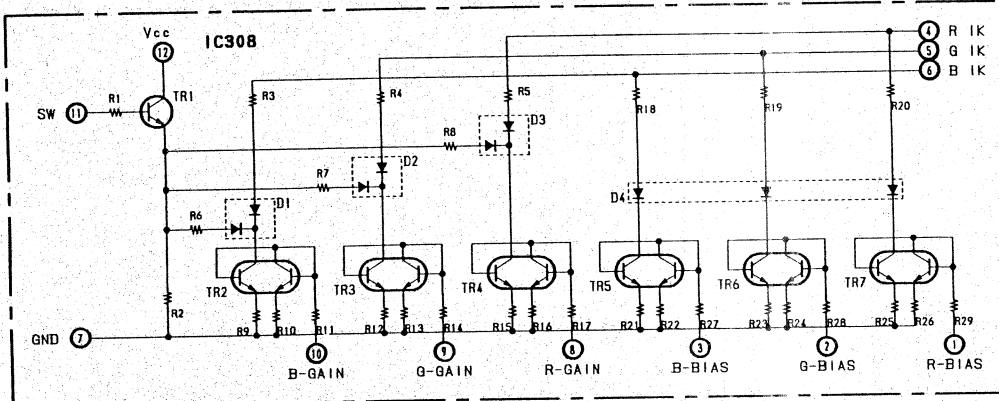 Vcc IC308 4 R IK
12 5 G IK
6 B IK
TR1 R3 R4 R5 R18 R19 R20
SW 11 R1
R8 D3
R7 D2
R6 D1 D4
TR2 TR3 TR4 TR5 TR6 TR7
R2
R9 R10 R11 R12 R13 R14 R15 R16 R17 R21 R22 R27 R23 R24 R28 R25 R26 R29
GND 7
10 9 8 3 2 1
B-GAIN G-GAIN R-GAIN B-BIAS G-BIAS R-BIAS